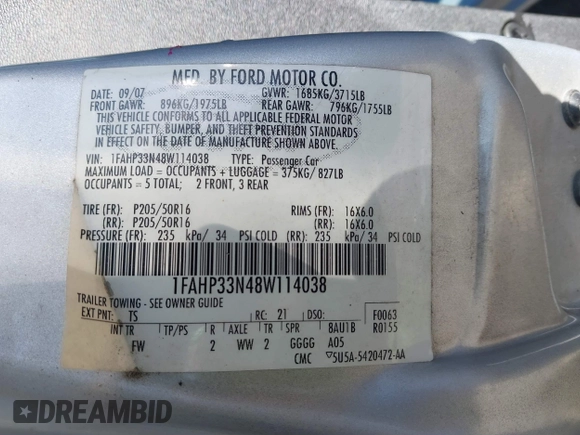 MFD. BY FORD MOTOR CO.
DATE: 09/07 GVWR: 1685KG/3715LB
FRONT GAWR: 896KG/1975LB REAR GAWR: 796KG/1755LB
THIS VEHICLE CONFORMS TO ALL APPLICABLE FEDERAL MOTOR
VEHICLE SAFETY, BUMPER, AND THEFT PREVENTION STANDARDS
IN EFFECT ON THE DATE OF MANUFACTURE SHOWN ABOVE.
VIN: 1FAHP33N48W114038 TYPE: Passenger Car
MAXIMUM LOAD = OCCUPANTS + LUGGAGE = 375KG/ 827LB
OCCUPANTS = 5 TOTAL; 2 FRONT, 3 REAR
TIRE (FR): P205/50R16 RIMS (FR): 16X6.0
(RR): P205/50R16 (RR): 16X6.0
PRESSURE (FR): 235 kPa/ 34 PSI COLD (RR): 235 kPa/ 34 PSI COLD
1FAHP33N48W114038
TRAILER TOWING - SEE OWNER GUIDE
EXT PNT: TS RC: 21 DSO: F0063
INT TR TP/PS R AXLE TR SPR BAU1B R0155
FW 2 WW 2 GGGG A05
CMC ▽5U5A-5420472-AA
DREAMBID